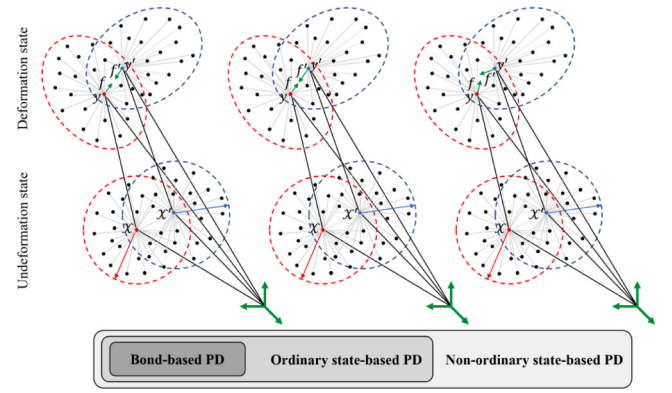 Deformation state
f f' y' y
f f' y' y
f f' y' y
Undeformation state
x x'
x x'
x x'
Bond-based PD Ordinary state-based PD Non-ordinary state-based PD